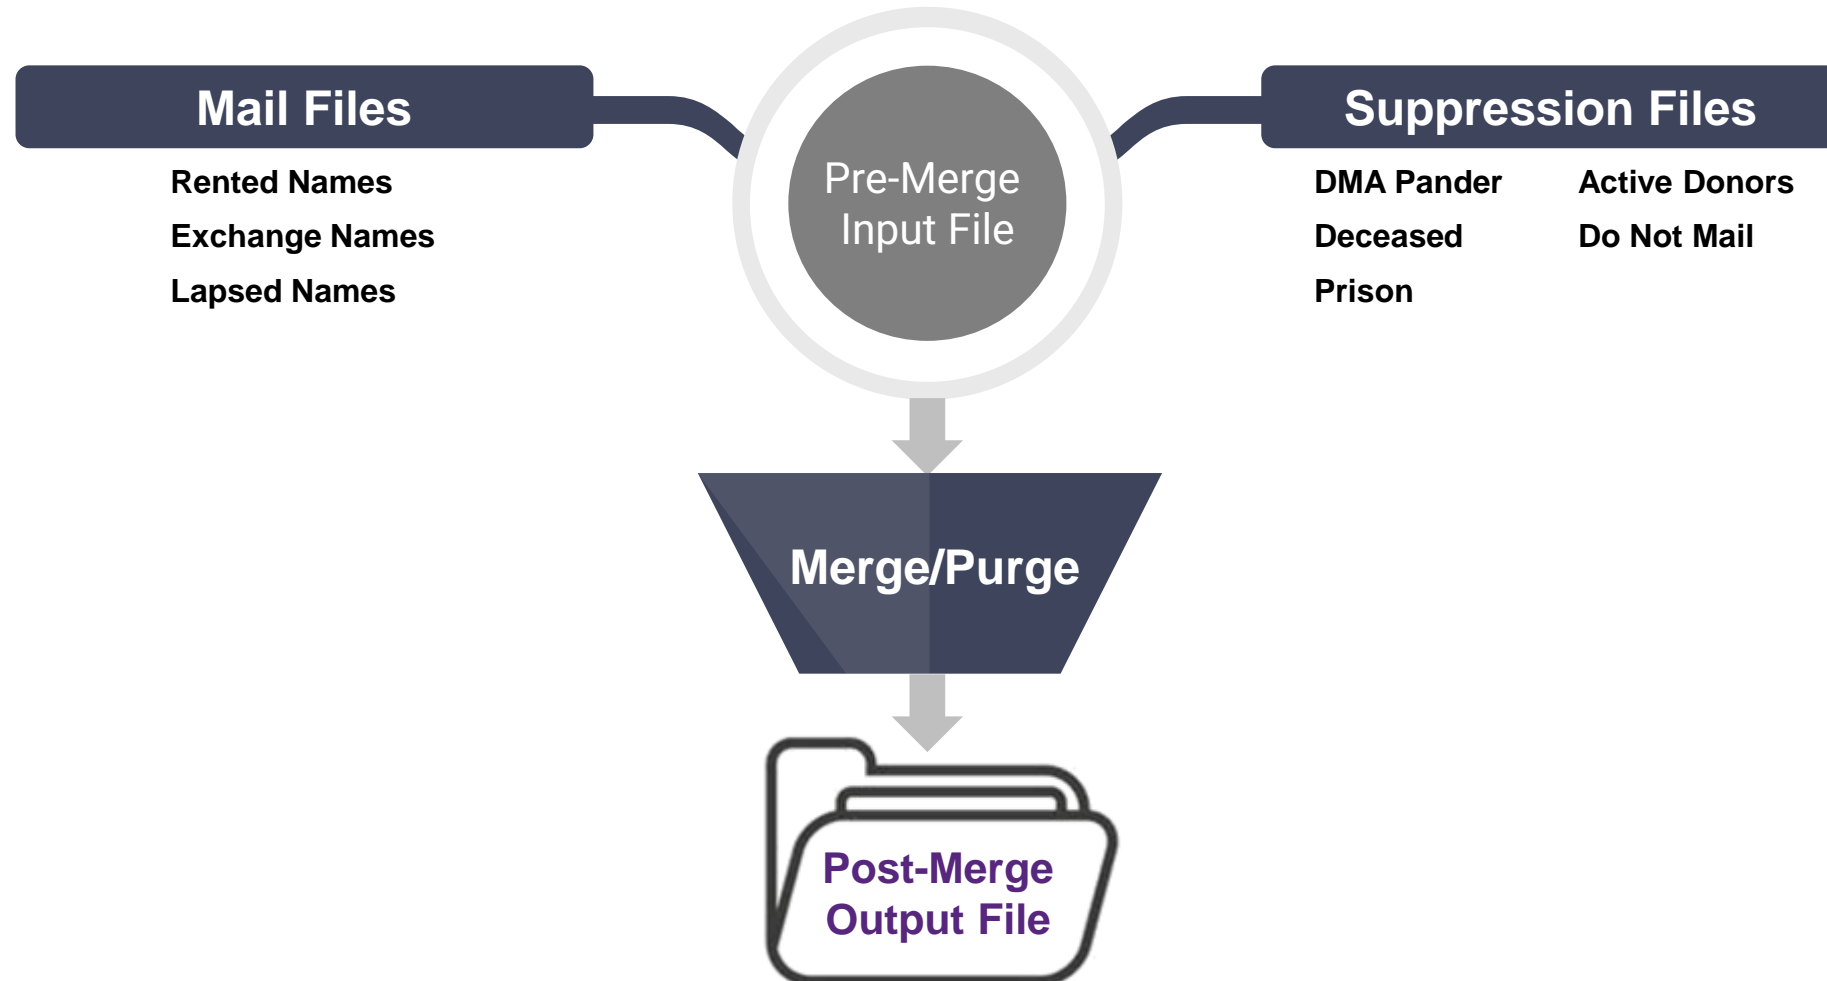 Mail Files
Rented Names
Exchange Names
Lapsed Names
Pre-Merge
Input File
Suppression Files
DMA Pander
Active Donors
Deceased
Do Not Mail
Prison
Merge/Purge
Post-Merge
Output File